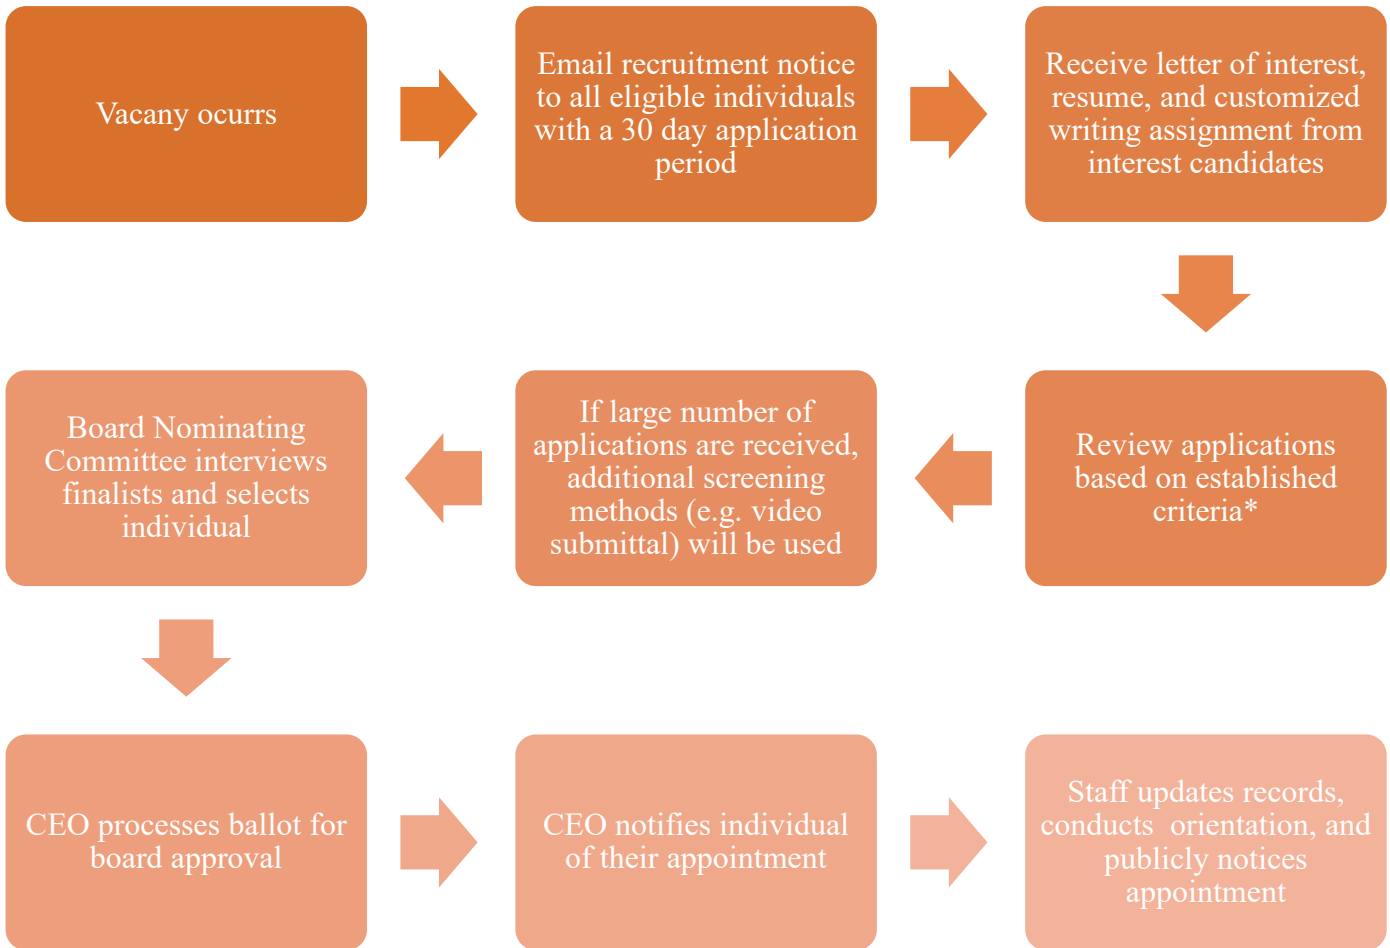 Vacany ocurrs
Email recruitment notice
to all eligible individuals
with a 30 day application
period
Receive letter of interest,
resume, and customized
writing assignment from
interest candidates
Review applications
based on established
criteria*
If large number of
applications are received,
additional screening
methods (e.g. video
submittal) will be used
Board Nominating
Committee interviews
finalists and selects
individual
CEO processes ballot for
board approval
CEO notifies individual
of their appointment
Staff updates records,
conducts  orientation, and
publicly notices
appointment